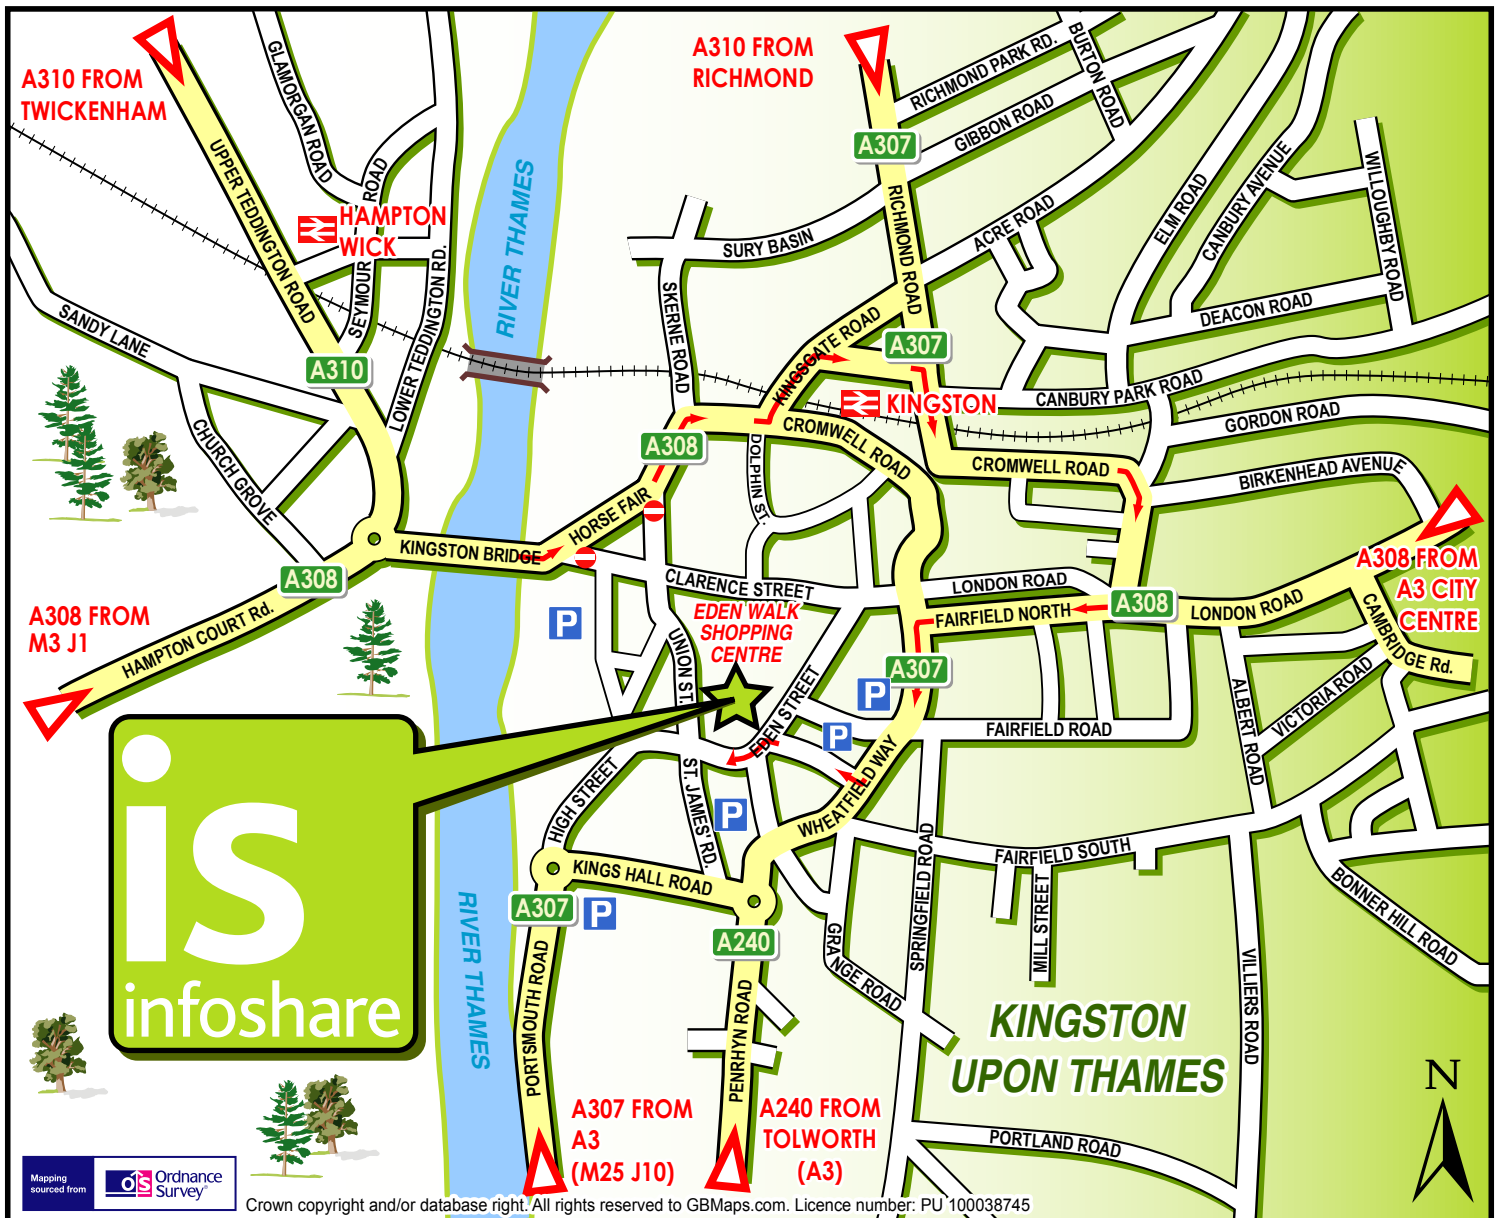 A310 FROM
TWICKENHAM
GLAMORGAN ROAD
UPPER TEDDINGTON ROAD
SEYMOUR
ROAD
HAMPTON
WICK
LOWER TEDDINGTON RD.
SANDY LANE
CHURCH GROVE
A310
RIVER THAMES
A310 FROM
RICHMOND
A307
RICHMOND PARK RD.
BURTON ROAD
GIBBON ROAD
RICHMOND ROAD
ACRE ROAD
SURY BASIN
SKERNE ROAD
ELM ROAD
CANBURY AVENUE
WILLOUGHBY ROAD
DEACON ROAD
KINGSGATE ROAD
A307
KINGSTON
CANBURY PARK ROAD
GORDON ROAD
CROMWELL ROAD
CROMWELL ROAD
BIRKENHEAD AVENUE
DOLPHIN ST.
A308
HORSE FAIR
KINGSTON BRIDGE
A308
HAMPTON COURT Rd.
A308 FROM
M3 J1
CLARENCE STREET
LONDON ROAD
FAIRFIELD NORTH
A308
LONDON ROAD
A308 FROM
A3 CITY
CENTRE
CAMBRIDGE Rd.
EDEN WALK
SHOPPING
CENTRE
P
UNION ST.
EDEN STREET
A307
P
P
FAIRFIELD ROAD
ALBERT ROAD
VICTORIA ROAD
HIGH STREET
ST. JAMES' RD.
P
WHEATFIELD WAY
FAIRFIELD SOUTH
MILL STREET
SPRINGFIELD ROAD
GRANGE ROAD
BONNER HILL ROAD
VILLIERS ROAD
KINGS HALL ROAD
A307
P
A240
PORTSMOUTH ROAD
PENRHYN ROAD
RIVER THAMES
is
infoshare
KINGSTON
UPON THAMES
PORTLAND ROAD
N
A307 FROM
A3
(M25 J10)
A240 FROM
TOLWORTH
(A3)
Mapping
sourced from
OS
Ordnance
Survey®
Crown copyright and/or database right. All rights reserved to GBMaps.com. Licence number: PU 100038745